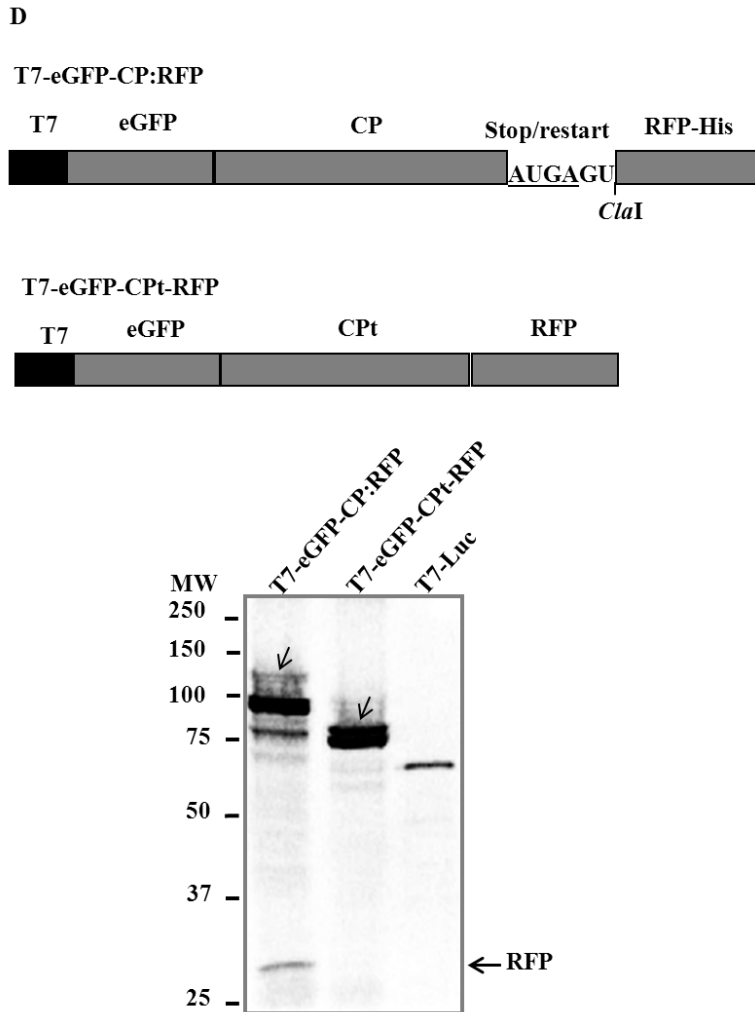 D
T7-eGFP-CP:RFP
T7 eGFP CP Stop/restart RFP-His
AUGAGU
ClaI
T7-eGFP-CPt-RFP
T7 eGFP CPt RFP
T7-eGFP-CP:RFP
T7-eGFP-CPt-RFP
T7-Luc
MW
250
150
100
75
50
37
RFP
25